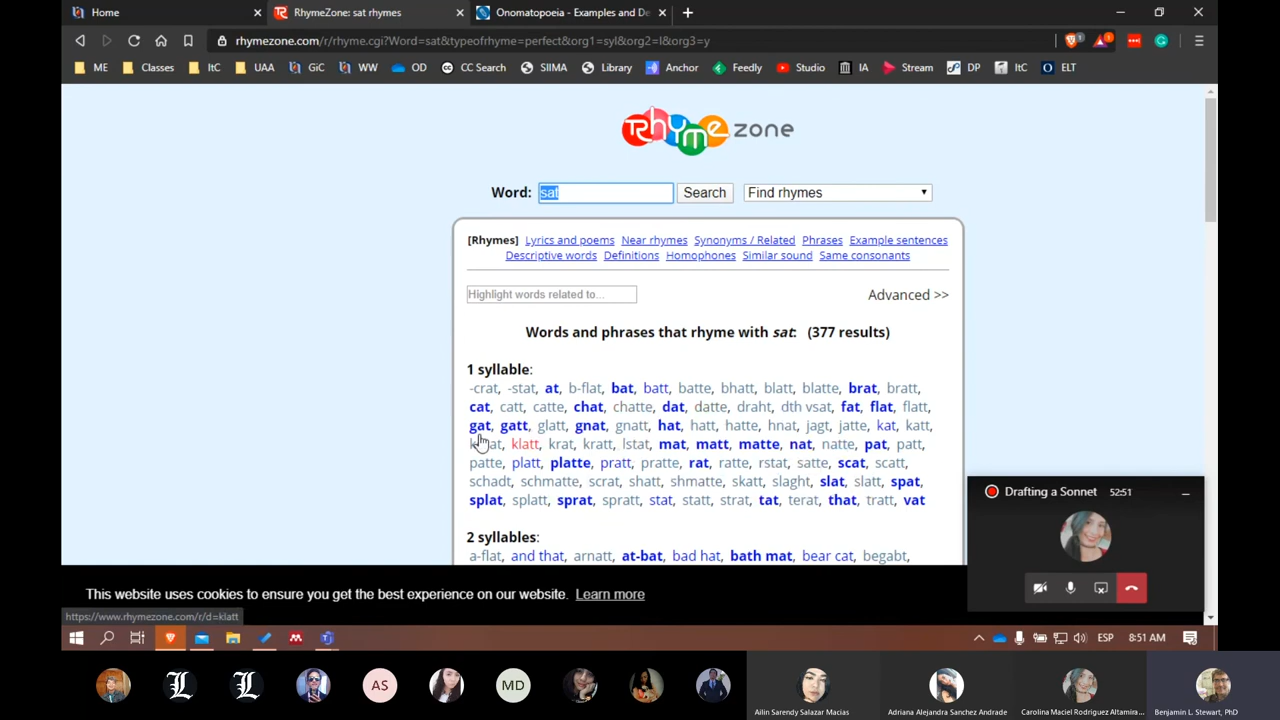 Home
RhymeZone: sat rhymes
Onomatopoeia - Examples and De
rhymezone.com/r/rhyme.cgi?Word=sat&typeofrhyme=perfect&org1=syl&org2=l&org3=y
ME Classes ItC UAA GiC WW OD CC Search SIIMA Library Anchor Feedly Studio IA Stream DP ItC ELT
Rhyme zone
Word: sat Search Find rhymes
[Rhymes] Lyrics and poems Near rhymes Synonyms / Related Phrases Example sentences
Descriptive words Definitions Homophones Similar sound Same consonants
Highlight words related to... Advanced >>
Words and phrases that rhyme with sat: (377 results)
1 syllable:
-crat, -stat, at, b-flat, bat, batt, batte, bhatt, blatt, blatte, brat, bratt,
cat, catt, catte, chat, chatte, dat, datte, draht, dth vsat, fat, flat, flatt,
gat, gatt, glatt, gnat, gnatt, hat, hatt, hatte, hnat, jagt, jatte, kat, katt,
klatt, krat, kratt, lstat, mat, matt, matte, nat, natte, pat, patt,
patte, platt, platte, pratt, pratte, rat, ratte, rstat, satte, scat, scatt,
schadt, schmatte, scrat, shatt, shmatte, skatt, slaght, slat, slatt, spat,
splat, splatt, sprat, spratt, stat, statt, strat, tat, terat, that, tratt, vat
2 syllables:
a-flat, and that, arnatt, at-bat, bad hat, bath mat, bear cat, begabt,
Drafting a Sonnet 52:51
This website uses cookies to ensure you get the best experience on our website. Learn more
https://www.rhymezone.com/r/d=klatt
ESP 8:51 AM
L L AS MD
Ailin Sarendy Salazar Macias
Adriana Alejandra Sanchez Andrade
Carolina Maciel Rodriguez Altamira...
Benjamin L. Stewart, PhD